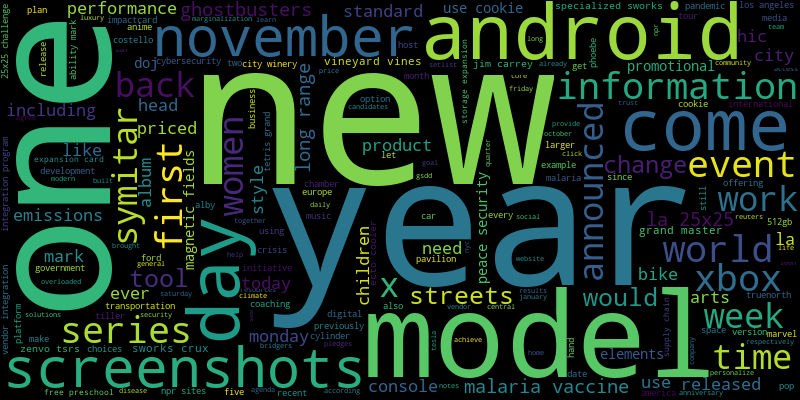 new
year
one
model
android
november
screenshots
come
day
information
back
event
xbox
series
symitar
first
women
announced
change
work
world
week
time
tool
streets
would
x
need
product
performance
ghostbusters
standard
use cookie
specialized sworks
pandemic
los angeles
plan
luxury
impactcard
marginalization learn
anime
costello
doj
cybersecurity
two
city winery
vineyard vines
host
jim carrey
already
get
phoebe
promotional
hic
city
tour
media
team
npr
community
25x25 challenge
release
ability mark
including
head
priced
long range
business
tetris grand
price
option
candidates
month
friday
core
storage expansion
trust
cookie
international
provide
october
click
like
expansion card
development
modern
built
integration program
album
emissions
mark
government
overloaded
brought
ford
general
magnetic fields
style
let
goal
larger
example
malaria
since
still
offering
reuters
512gb
la 25x25
grand master
la
life
alby
chamber
europe
daily
music
together
using
crisis
help
initiative
today
climate
coaching
children
gsdd
car
every
social
pavilion
website
peace security
quarter
bike
arts
truenorth
ever
transportation
saturday
platform
solutions
tiller
security
vendor integration
make
zenvo tsrs
choices
sworks crux
monday
bridgers
digital
previously
cylinder
pledges
also
vendor
central
results
january
tesla
achieve
home
hand
elements
supply chain
space
version
marvel
respectively
company
personalize
free preschool
disease
npr sites
five
agenda
recent
according
console
notes
malaria vaccine
date
use
released
america
anniversary
pop